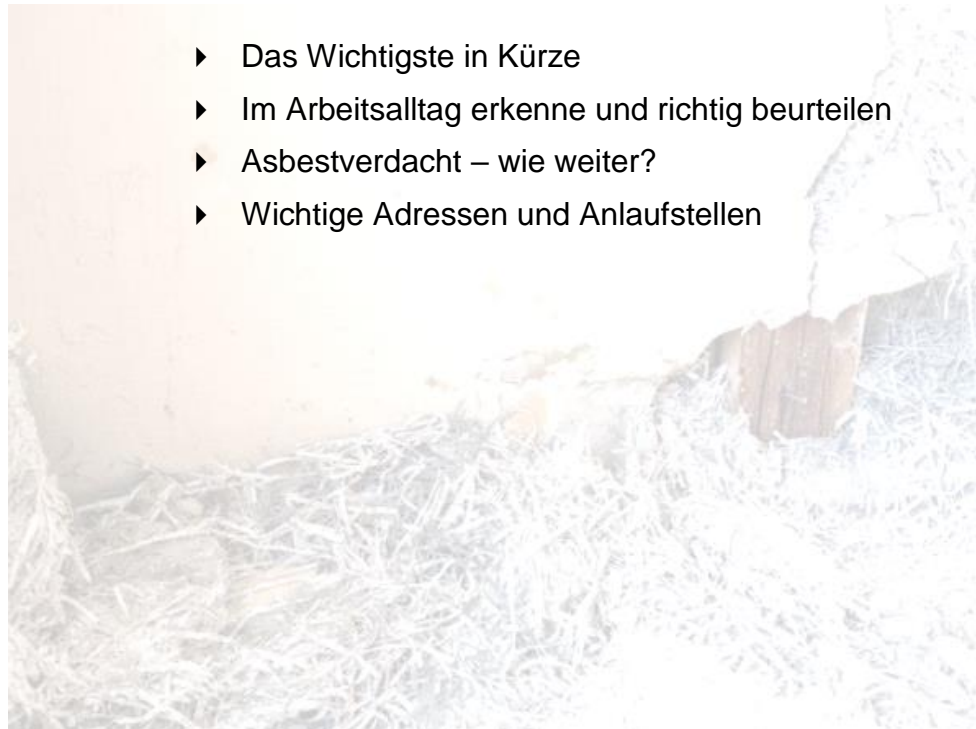 Das Wichtigste in Kürze
Im Arbeitsalltag erkenne und richtig beurteilen
Asbestverdacht – wie weiter?
Wichtige Adressen und Anlaufstellen